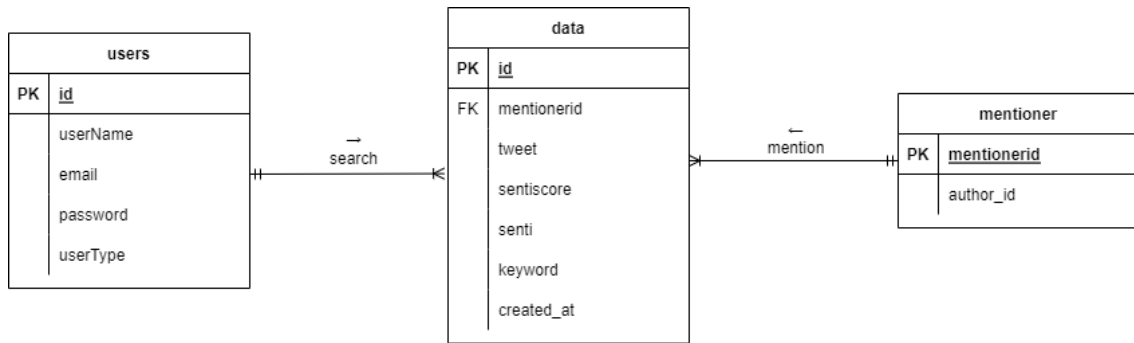 users
PK id
userName
email
password
userType
→
search
data
PK id
FK mentionerid
tweet
sentiscore
senti
keyword
created_at
←
mention
mentioner
PK mentionerid
author_id